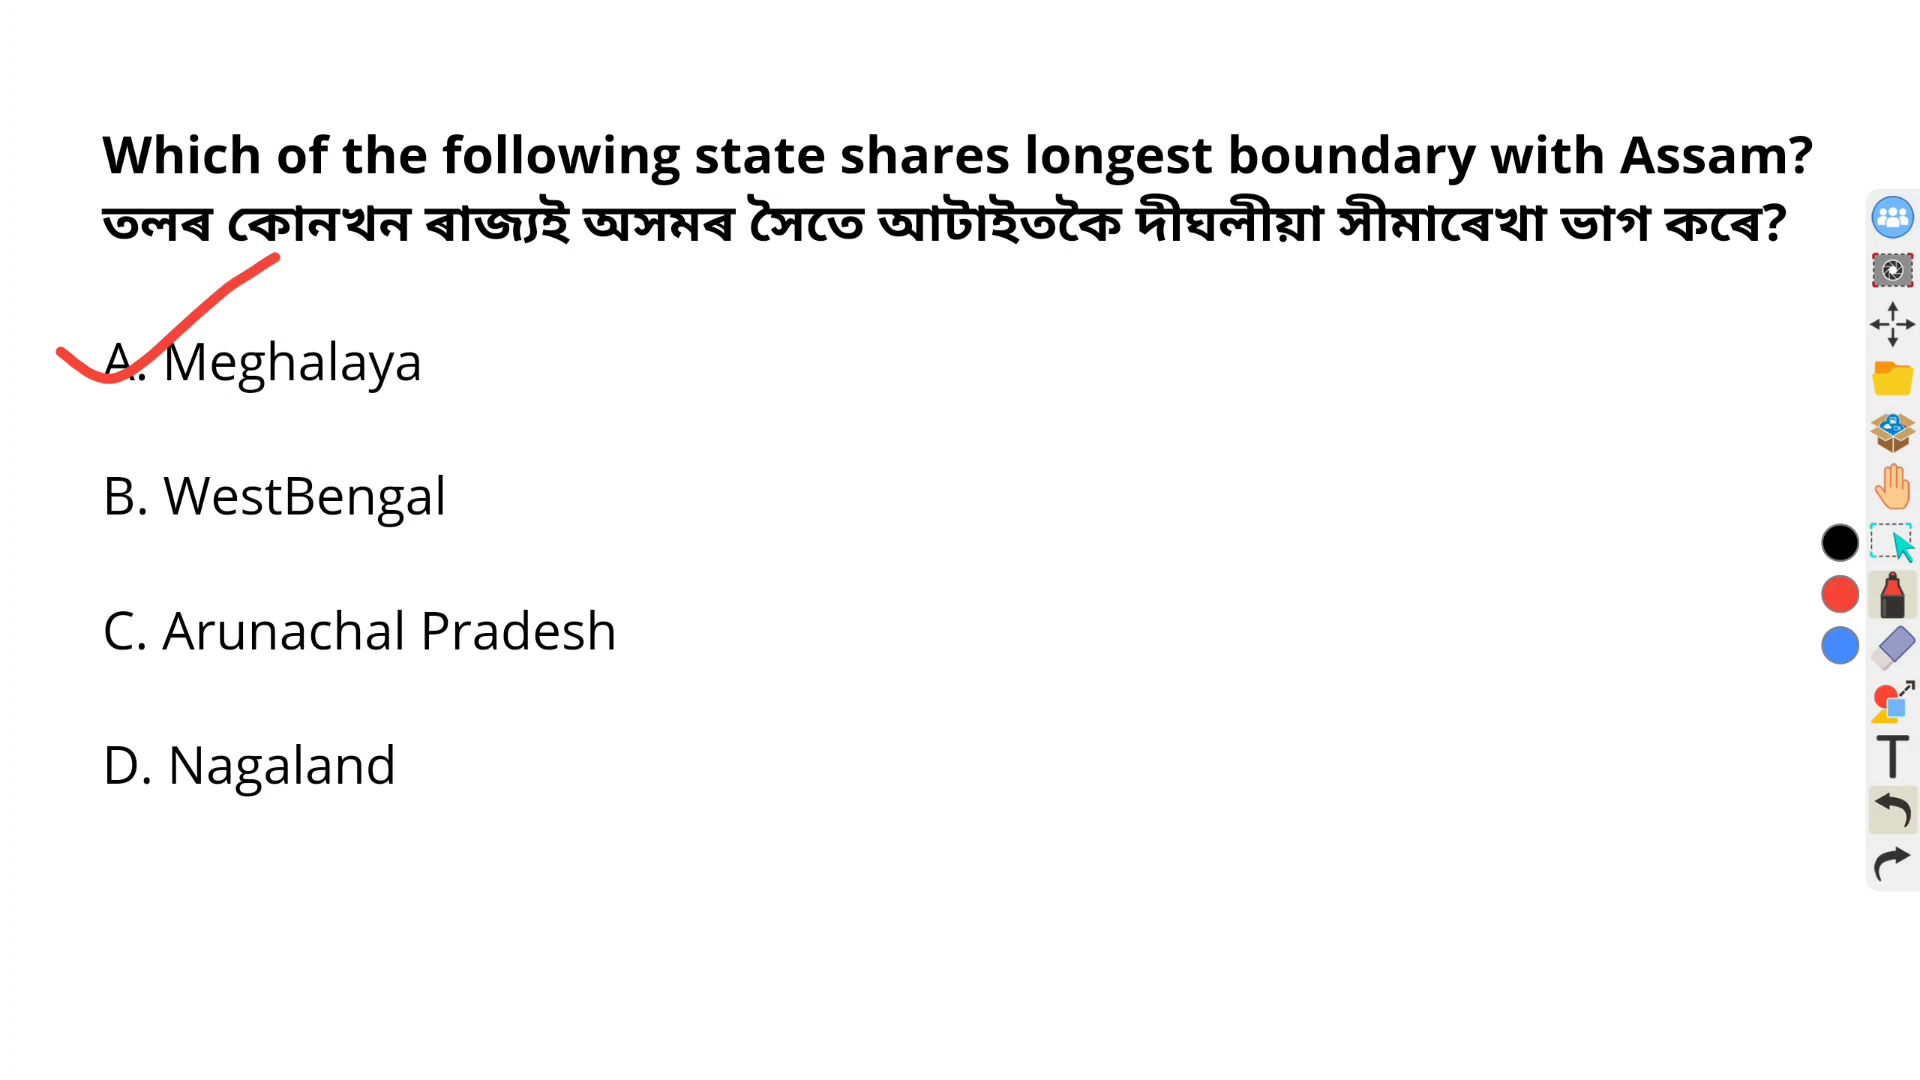 Which of the following state shares longest boundary with Assam?
তলৰ কোনখন ৰাজ্যই অসমৰ সৈতে আটাইতকৈ দীঘলীয়া সীমাৰেখা ভাগ কৰে?
A. Meghalaya
B. WestBengal
C. Arunachal Pradesh
D. Nagaland